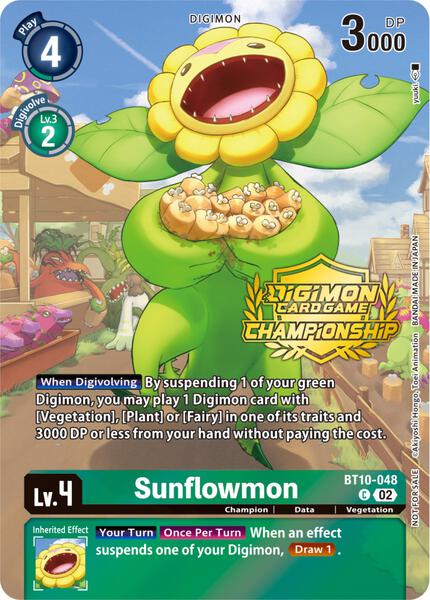 DIGIMON
Play
4
DP
3000
Digivolve
Lv.3
2
yuuki
DIGIMON
CARD GAME
CHAMPIONSHIP
When Digivolving By suspending 1 of your green
Digimon, you may play 1 Digimon card with
[Vegetation], [Plant] or [Fairy] in one of its traits and
3000 DP or less from your hand without paying the cost.
NOT FOR SALE ©Akiyoshi Hongo, Toei Animation BANDAI MADE IN JAPAN
Lv.4
Sunflowmon
BT10-048
C 02
Champion | Data | Vegetation
Inherited Effect
Your Turn Once Per Turn When an effect
suspends one of your Digimon, Draw 1 .